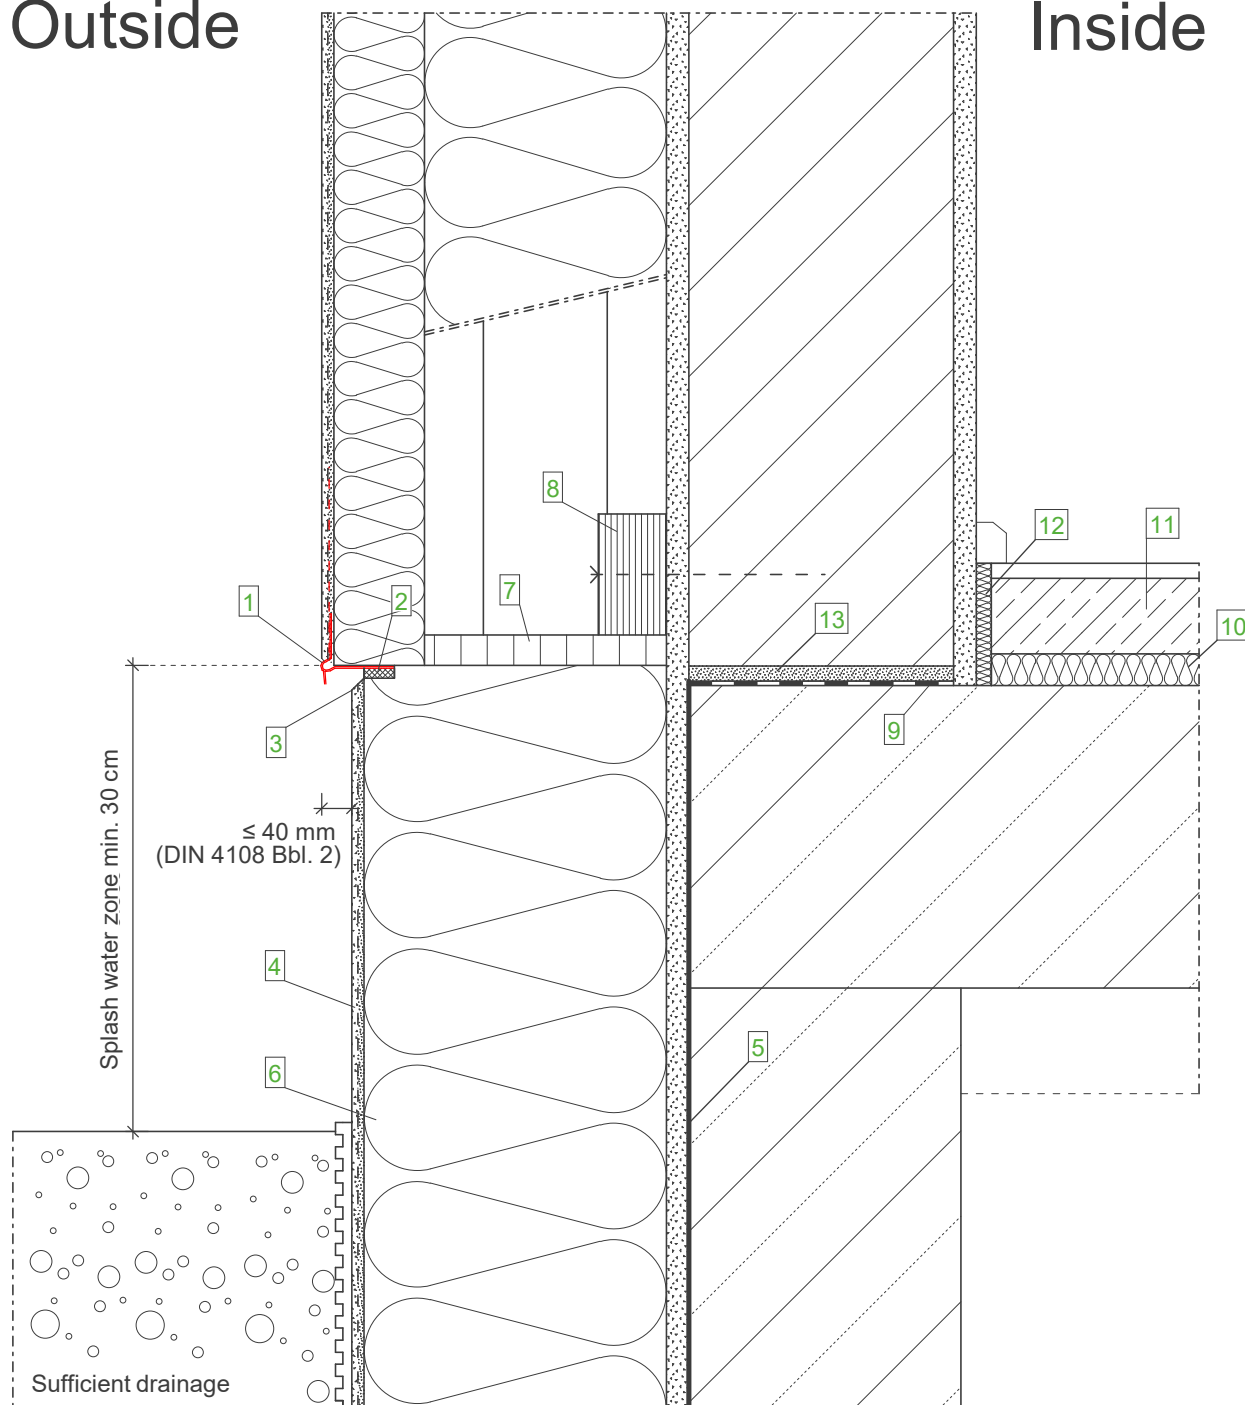 Outside
Inside
8
12
11
1
2
7
13
10
3
9
≤ 40 mm
(DIN 4108 Bbl. 2)
Splash water zone min. 30 cm
4
5
6
Sufficient drainage